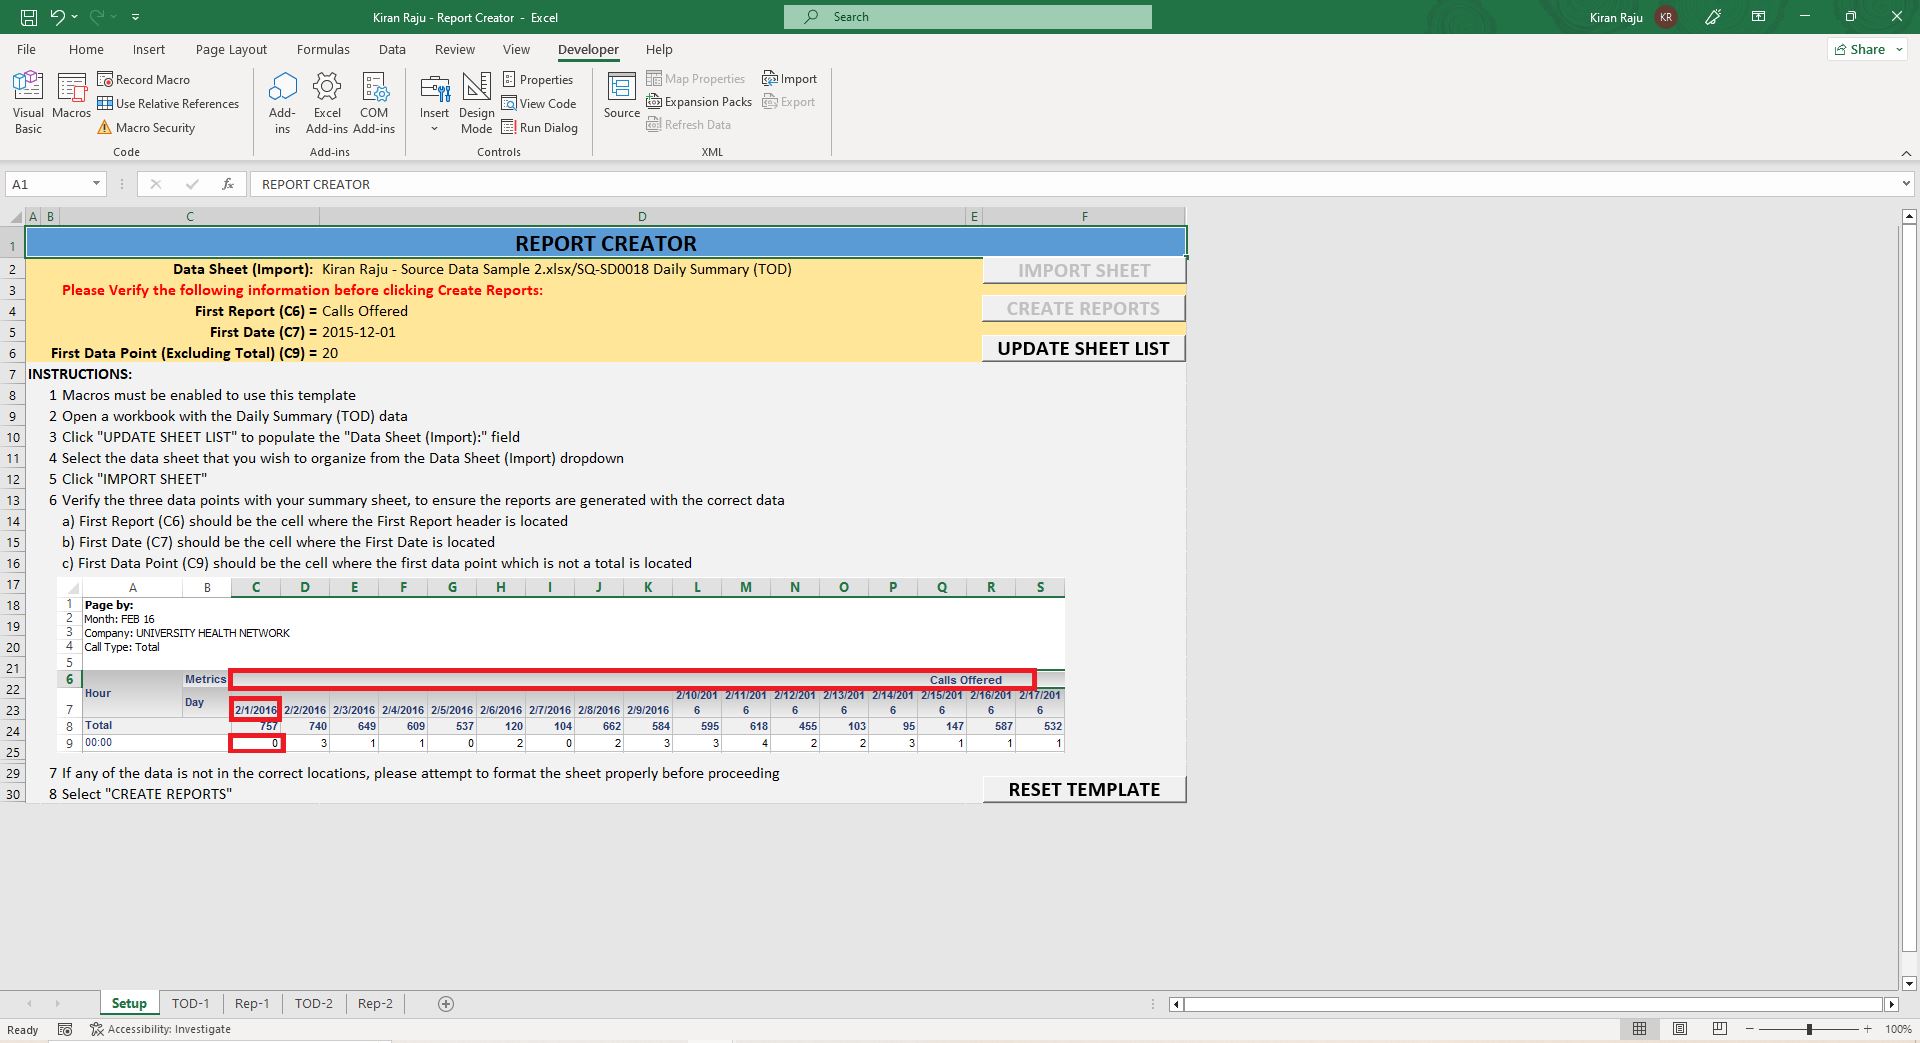 Kiran Raju - Report Creator - Excel
Search
Kiran Raju KR
File Home Insert Page Layout Formulas Data Review View Developer Help Share
Visual Basic
Macros
Record Macro
Use Relative References
Macro Security
Code
Add-ins
Excel Add-ins
COM Add-ins
Add-ins
Insert
Design Mode
Properties
View Code
Run Dialog
Controls
Source
Map Properties
Expansion Packs
Refresh Data
Import
Export
XML
A1 fx REPORT CREATOR
A B C D E F
1 REPORT CREATOR
2 Data Sheet (Import): Kiran Raju - Source Data Sample 2.xlsx/SQ-SD0018 Daily Summary (TOD) IMPORT SHEET
3 Please Verify the following information before clicking Create Reports:
4 First Report (C6) = Calls Offered CREATE REPORTS
5 First Date (C7) = 2015-12-01
6 First Data Point (Excluding Total) (C9) = 20 UPDATE SHEET LIST
7 INSTRUCTIONS:
8 1 Macros must be enabled to use this template
9 2 Open a workbook with the Daily Summary (TOD) data
10 3 Click "UPDATE SHEET LIST" to populate the "Data Sheet (Import):" field
11 4 Select the data sheet that you wish to organize from the Data Sheet (Import) dropdown
12 5 Click "IMPORT SHEET"
13 6 Verify the three data points with your summary sheet, to ensure the reports are generated with the correct data
14 a) First Report (C6) should be the cell where the First Report header is located
15 b) First Date (C7) should be the cell where the First Date is located
16 c) First Data Point (C9) should be the cell where the first data point which is not a total is located
17 A B C D E F G H I J K L M N O P Q R S
18 1 Page by:
19 2 Month: FEB 16
3 Company: UNIVERSITY HEALTH NETWORK
20 4 Call Type: Total
21 5
22 6 Hour Metrics Calls Offered
23 7 Day 2/1/2016 2/2/2016 2/3/2016 2/4/2016 2/5/2016 2/6/2016 2/7/2016 2/8/2016 2/9/2016 2/10/2016 2/11/2016 2/12/2016 2/13/2016 2/14/2016 2/15/2016 2/16/2016 2/17/2016
24 8 Total 757 740 649 609 537 120 104 662 584 595 618 455 103 95 147 587 532
25 9 00:00 0 3 1 1 0 2 0 2 3 3 4 2 2 3 1 1 1
29 7 If any of the data is not in the correct locations, please attempt to format the sheet properly before proceeding
30 8 Select "CREATE REPORTS" RESET TEMPLATE
Setup TOD-1 Rep-1 TOD-2 Rep-2
Ready Accessibility: Investigate 100%